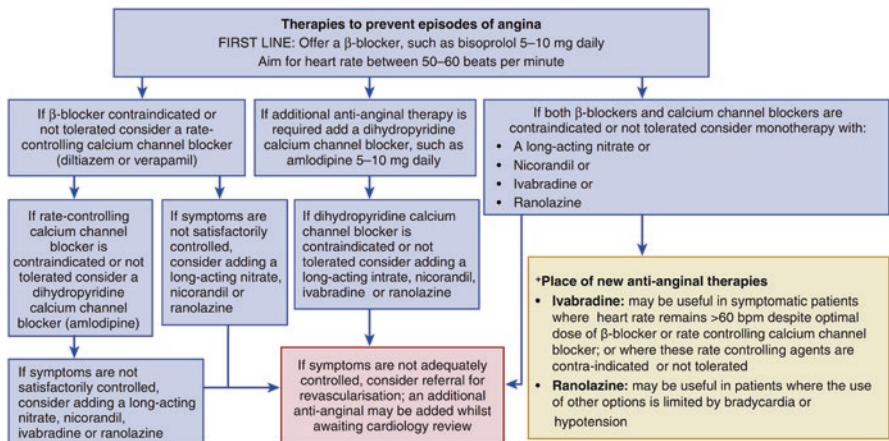 Therapies to prevent episodes of angina
FIRST LINE: Offer a β-blocker, such as bisoprolol 5–10 mg daily
Aim for heart rate between 50–60 beats per minute
If β-blocker contraindicated or
not tolerated consider a rate-
controlling calcium channel blocker
(diltiazem or verapamil)
If additional anti-anginal therapy is
required add a dihydropyridine
calcium channel blocker, such as
amlodipine 5–10 mg daily
If both β-blockers and calcium channel blockers are
contraindicated or not tolerated consider monotherapy with:
• A long-acting nitrate or
• Nicorandil or
• Ivabradine or
• Ranolazine
If rate-controlling
calcium channel
blocker is
contraindicated or not
tolerated consider a
dihydropyridine
calcium channel
blocker (amlodipine)
If symptoms are
not satisfactorily
controlled,
consider adding a
long-acting nitrate,
nicorandil or
ranolazine
If dihydropyridine calcium
channel blocker is
contraindicated or not
tolerated consider adding a
long-acting intrate, nicorandil,
ivabradine or ranolazine
+Place of new anti-anginal therapies
• Ivabradine: may be useful in symptomatic patients
where heart rate remains >60 bpm despite optimal
dose of β-blocker or rate controlling calcium channel
blocker; or where these rate controlling agents are
contra-indicated or not tolerated
• Ranolazine: may be useful in patients where the use
of other options is limited by bradycardia or
hypotension
If symptoms are not
satisfactorily controlled,
consider adding a long-acting
nitrate, nicorandil,
ivabradine or ranolazine
If symptoms are not adequately
controlled, consider referral for
revascularisation; an additional
anti-anginal may be added whilst
awaiting cardiology review